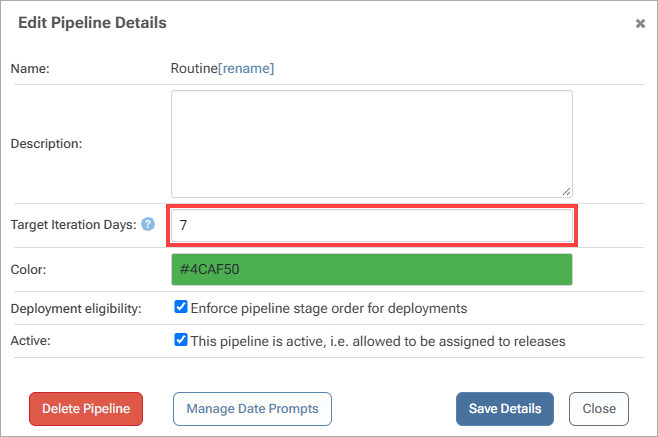 Edit Pipeline Details
Name: Routine[rename]
Description:
Target Iteration Days: ? 7
Color: #4CAF50
Deployment eligibility: Enforce pipeline stage order for deployments
Active: This pipeline is active, i.e. allowed to be assigned to releases
Delete Pipeline Manage Date Prompts Save Details Close